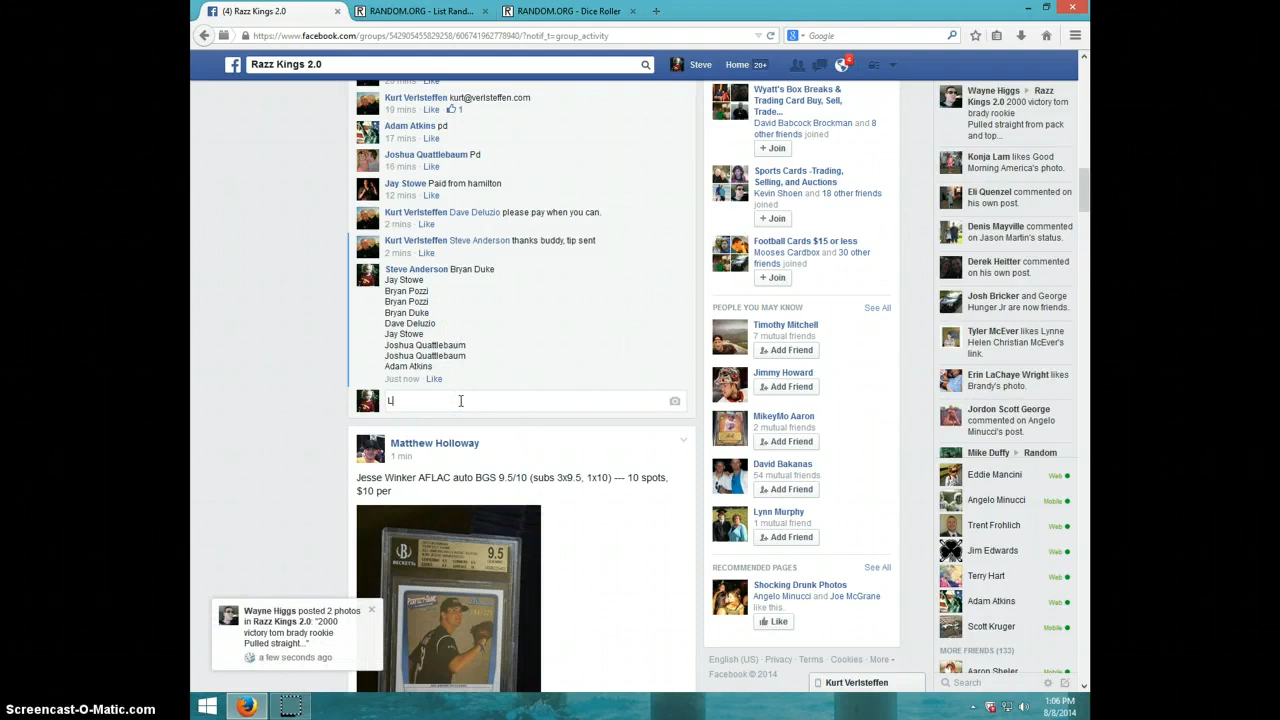 (4) Razz Kings 2.0
RANDOM.ORG - List Rand...
RANDOM.ORG - Dice Roller
https://www.facebook.com/groups/542905455829258/606741962778940/?notif_t=group_activity
Google
Razz Kings 2.0
Steve
Home 20+
4
20 mins · Like
Kurt Verlsteffen kurt@verlsteffen.com
19 mins · Like · 1
Adam Atkins pd
17 mins · Like
Joshua Quattlebaum Pd
16 mins · Like
Jay Stowe Paid from hamilton
12 mins · Like
Kurt Verlsteffen Dave Deluzio please pay when you can.
2 mins · Like
Kurt Verlsteffen Steve Anderson thanks buddy, tip sent
2 mins · Like
Steve Anderson Bryan Duke
Jay Stowe
Bryan Pozzi
Bryan Pozzi
Bryan Duke
Dave Deluzio
Jay Stowe
Joshua Quattlebaum
Joshua Quattlebaum
Adam Atkins
Just now · Like
Matthew Holloway
1 min
Jesse Winker AFLAC auto BGS 9.5/10 (subs 3x9.5, 1x10) --- 10 spots,
$10 per
BECKETT
9.5
Wayne Higgs posted 2 photos
in Razz Kings 2.0: "2000
victory tom brady rookie
Pulled straight..."
a few seconds ago
Wyatt's Box Breaks &
Trading Card Buy, Sell,
Trade...
David Babcock Brockman and 8
other friends joined
+ Join
Sports Cards -Trading,
Selling, and Auctions
Kevin Shoen and 18 other friends
joined
+ Join
Football Cards $15 or less
Mooses Cardbox and 30 other
friends joined
+ Join
PEOPLE YOU MAY KNOW
See All
Timothy Mitchell
7 mutual friends
Add Friend
Jimmy Howard
Add Friend
MikeyMo Aaron
2 mutual friends
Add Friend
David Bakanas
54 mutual friends
Add Friend
Lynn Murphy
1 mutual friend
Add Friend
RECOMMENDED PAGES
See All
Shocking Drunk Photos
Angelo Minucci and Joe McGrane
like this.
Like
English (US) · Privacy · Terms · Cookies · More
Facebook © 2014
Kurt Verlsteffen
Wayne Higgs ▸ Razz
Kings 2.0 2000 victory tom
brady rookie
Pulled straight from pack
and top...
Konja Lam likes Good
Morning America's photo.
Eli Quenzel commented on
his own post.
Denis Mayville commented
on Jason Martin's status.
Derek Heitter commented
on his own post.
Josh Bricker and George
Hunger Jr are now friends.
Tyler McEver likes Lynne
Helen Christian McEver's
link.
Erin LaChaye Wright likes
Brandy's photo.
Jordon Scott George
commented on Angelo
Minucci's post.
Mike Duffy ▸ Random
Eddie Mancini Web
Angelo Minucci Mobile
Trent Frohlich Web
Jim Edwards Web
Terry Hart Web
Adam Atkins Web
Scott Kruger Mobile
MORE FRIENDS (133)
Aaron Sheler
Search
1:06 PM
8/8/2014
Screencast-O-Matic.com